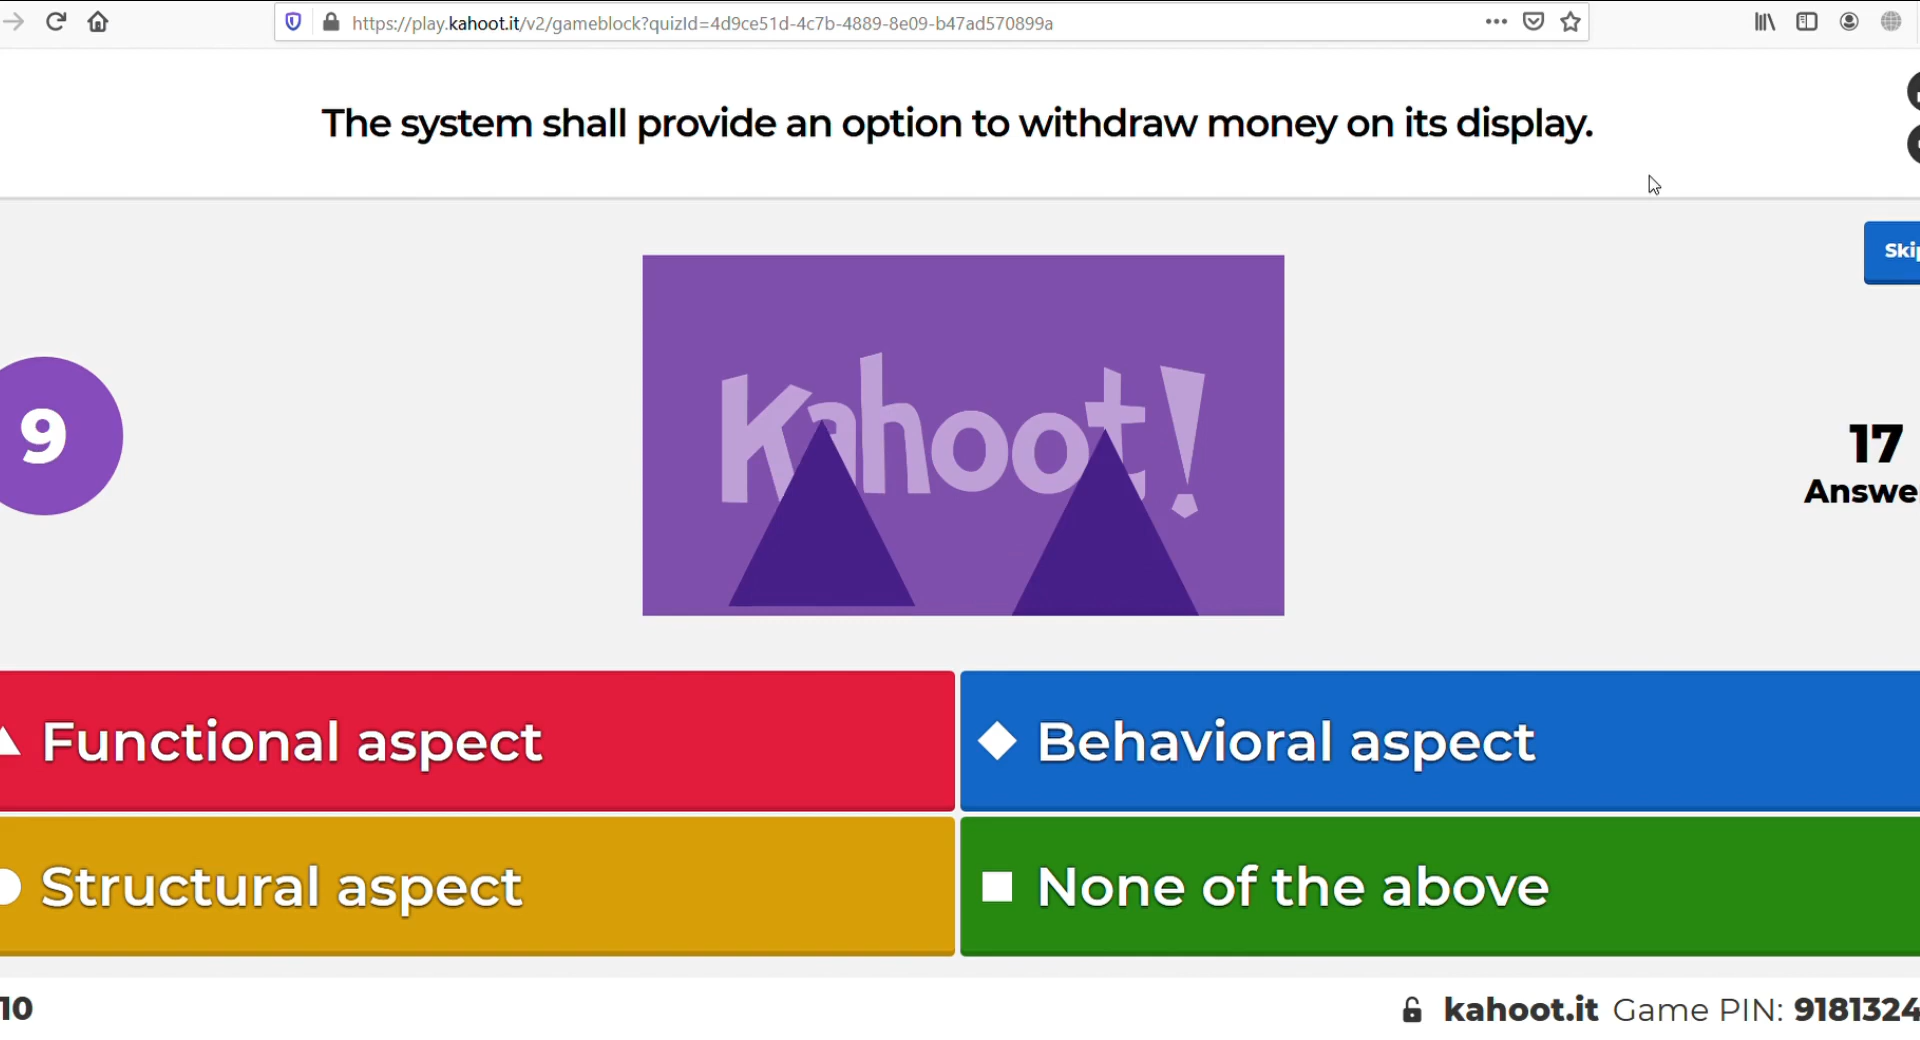 https://play.kahoot.it/v2/gameblock?quizId=4d9ce51d-4c7b-4889-8e09-b47ad570899a
The system shall provide an option to withdraw money on its display.
Kahoot!
9
17
Functional aspect
Behavioral aspect
Structural aspect
None of the above
10
kahoot.it Game PIN: 9181324